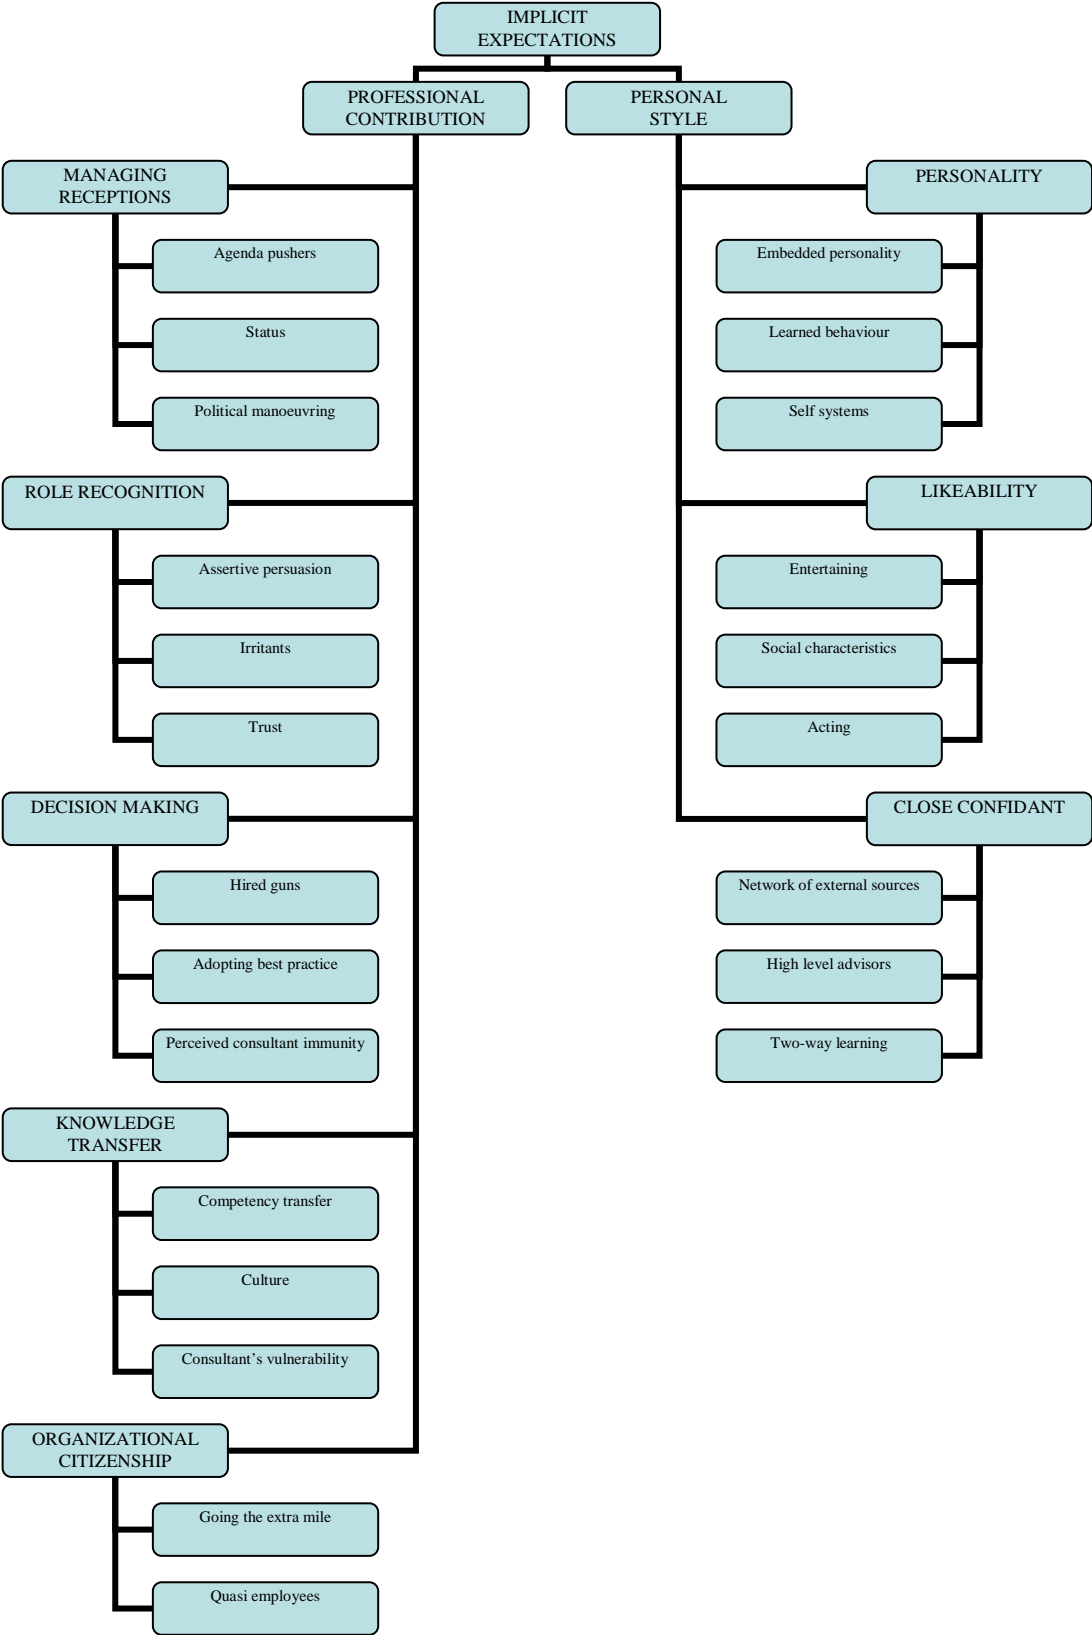 IMPLICIT
EXPECTATIONS
PROFESSIONAL
CONTRIBUTION
PERSONAL
STYLE
MANAGING
RECEPTIONS
Agenda pushers
Status
Political manoeuvring
ROLE RECOGNITION
Assertive persuasion
Irritants
Trust
DECISION MAKING
Hired guns
Adopting best practice
Perceived consultant immunity
KNOWLEDGE
TRANSFER
Competency transfer
Culture
Consultant’s vulnerability
ORGANIZATIONAL
CITIZENSHIP
Going the extra mile
Quasi employees
PERSONALITY
Embedded personality
Learned behaviour
Self systems
LIKEABILITY
Entertaining
Social characteristics
Acting
CLOSE CONFIDANT
Network of external sources
High level advisors
Two-way learning